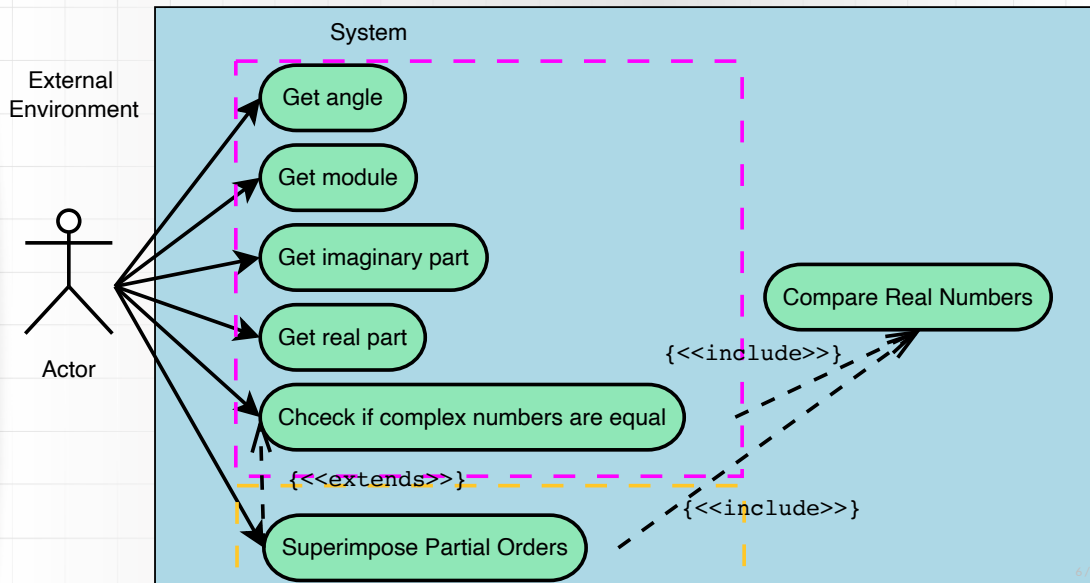 System
External
Environment
Get angle
Get module
Get imaginary part
Compare Real Numbers
Get real part
{<<include>>}
Actor
Chceck if complex numbers are equal
{<<extends>>}
{<<include>>}
Superimpose Partial Orders